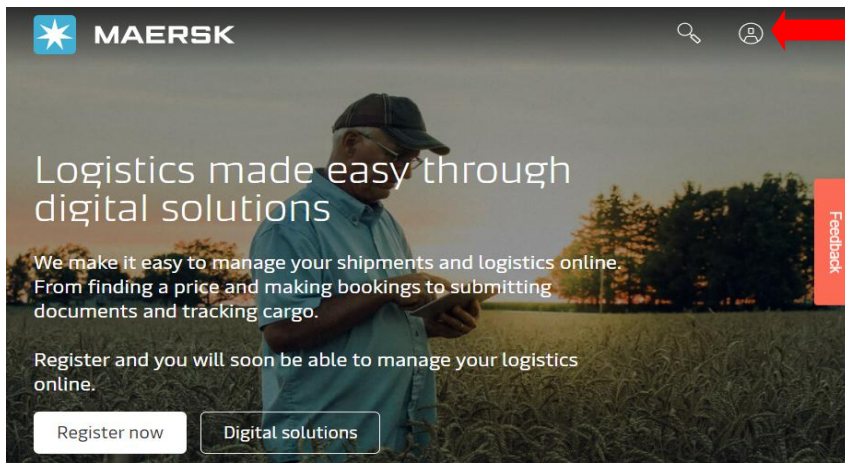 MAERSK
Logistics made easy through
digital solutions
We make it easy to manage your shipments and logistics online.
From finding a price and making bookings to submitting
documents and tracking cargo.
Register and you will soon be able to manage your logistics
online.
Register now
Digital solutions
Feedback